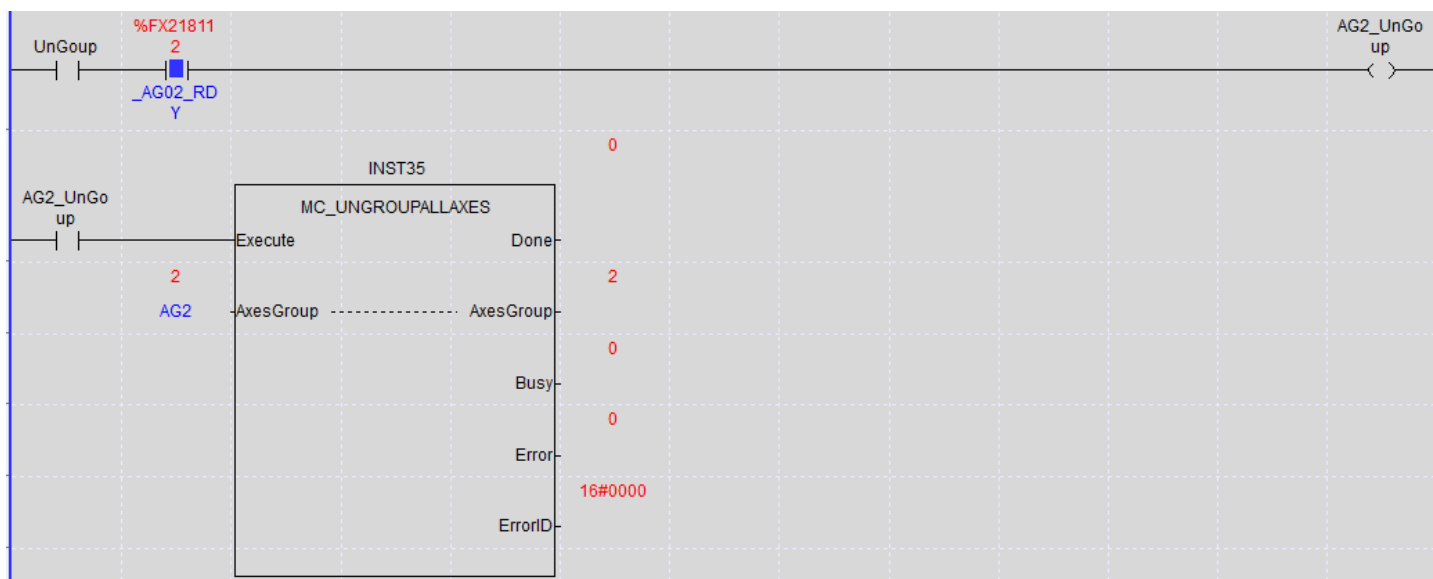 %FX21811
2
AG2_UnGo
up
UnGoup
_AG02_RD
Y
0
INST35
AG2_UnGo
up
MC_UNGROUPALLAXES
Execute
Done
2
2
AG2
AxesGroup
AxesGroup
0
Busy
0
Error
16#0000
ErrorID